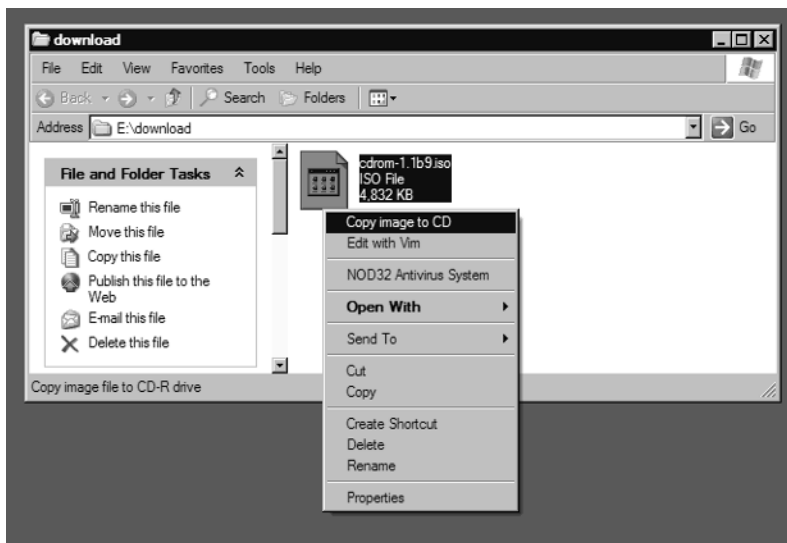 download
File Edit View Favorites Tools Help
Back Search Folders
Address E:\download Go
File and Folder Tasks
Rename this file
Move this file
Copy this file
Publish this file to the
Web
E-mail this file
Delete this file
cdrom-1.1b9.iso
ISO File
4,832 KB
Copy image to CD
Edit with Vim
NOD32 Antivirus System
Open With
Send To
Cut
Copy
Create Shortcut
Delete
Rename
Properties
Copy image file to CD-R drive